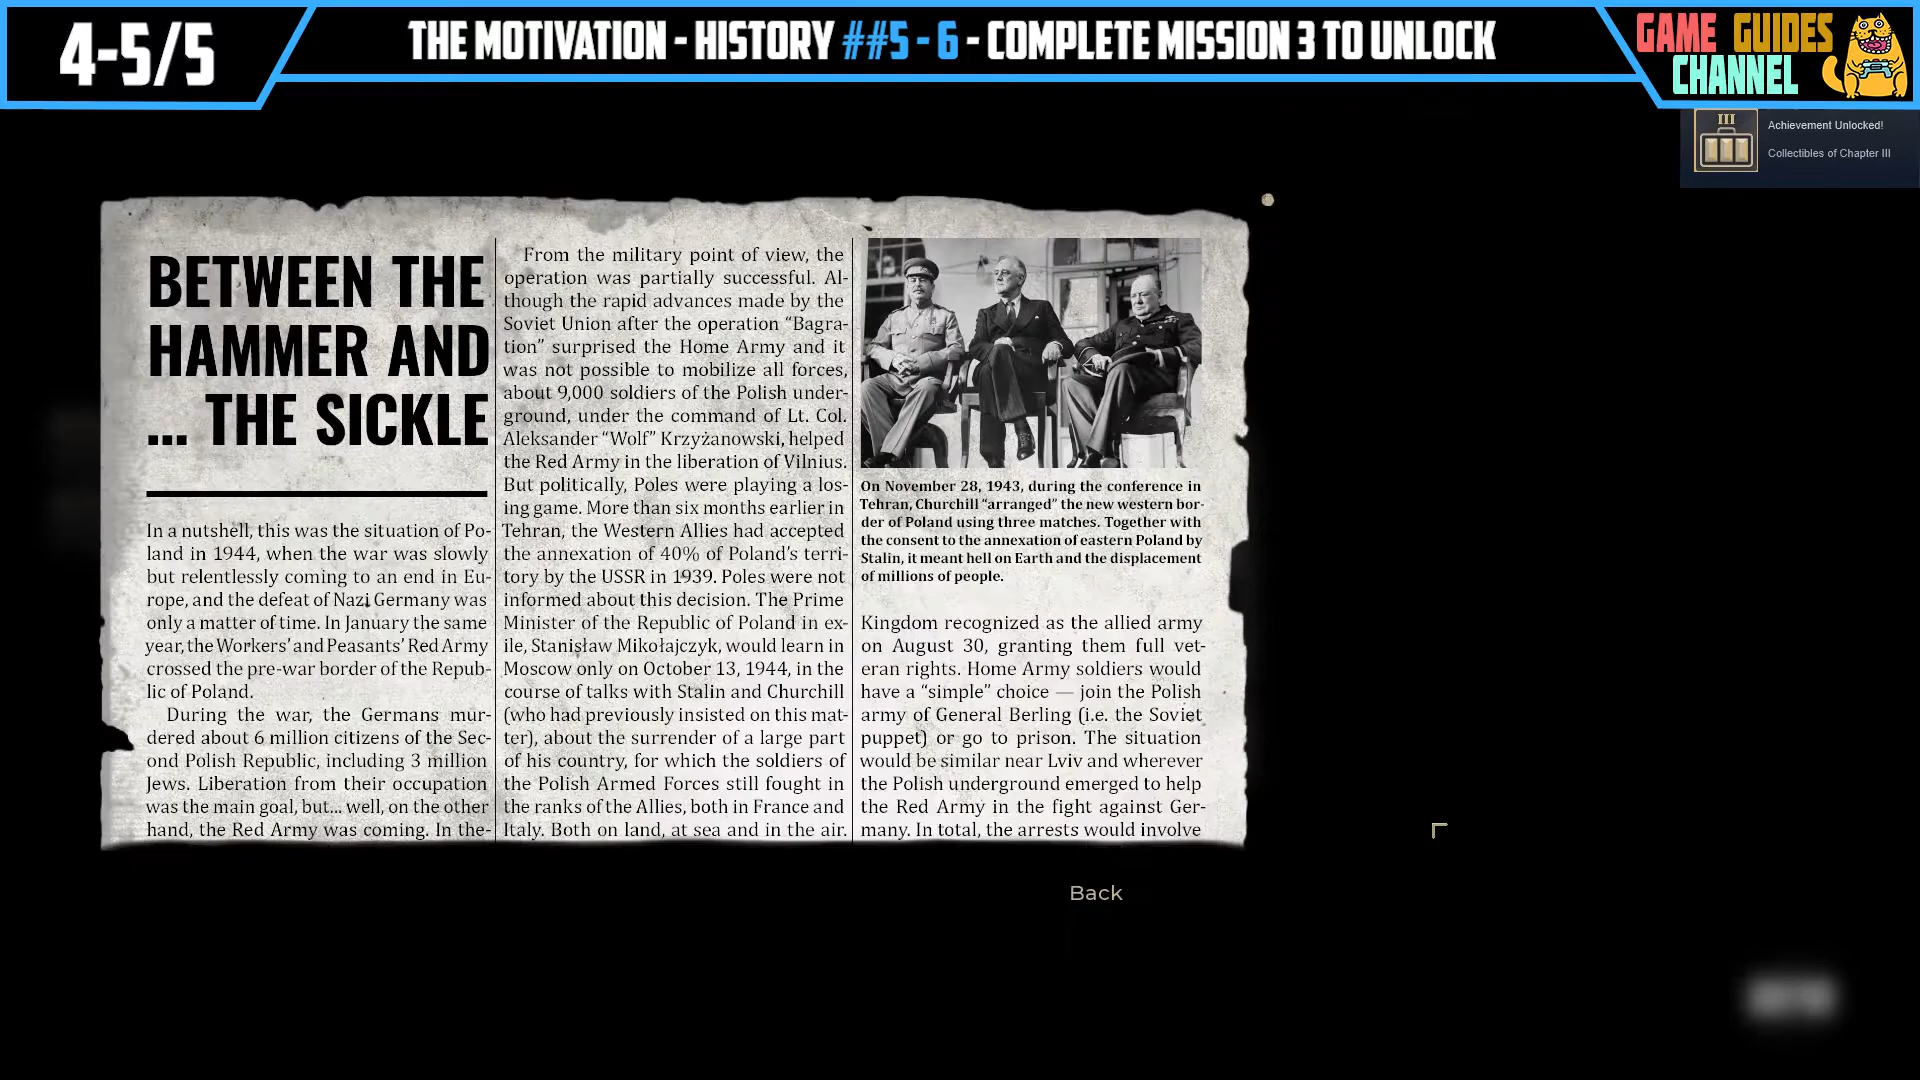 4-5/5
THE MOTIVATION - HISTORY ##5 - 6 - COMPLETE MISSION 3 TO UNLOCK
GAME GUIDES
CHANNEL
III
Achievement Unlocked!
Collectibles of Chapter III
BETWEEN THE
HAMMER AND
... THE SICKLE
In a nutshell, this was the situation of Po-
land in 1944, when the war was slowly
but relentlessly coming to an end in Eu-
rope, and the defeat of Nazi Germany was
only a matter of time. In January the same
year, the Workers' and Peasants' Red Army
crossed the pre-war border of the Repub-
lic of Poland.
During the war, the Germans mur-
dered about 6 million citizens of the Sec-
ond Polish Republic, including 3 million
Jews. Liberation from their occupation
was the main goal, but... well, on the other
hand, the Red Army was coming. In the-
From the military point of view, the
operation was partially successful. Al-
though the rapid advances made by the
Soviet Union after the operation “Bagra-
tion” surprised the Home Army and it
was not possible to mobilize all forces,
about 9,000 soldiers of the Polish under-
ground, under the command of Lt. Col.
Aleksander “Wolf” Krzyżanowski, helped
the Red Army in the liberation of Vilnius.
But politically, Poles were playing a los-
ing game. More than six months earlier in
Tehran, the Western Allies had accepted
the annexation of 40% of Poland's terri-
tory by the USSR in 1939. Poles were not
informed about this decision. The Prime
Minister of the Republic of Poland in ex-
ile, Stanisław Mikołajczyk, would learn in
Moscow only on October 13, 1944, in the
course of talks with Stalin and Churchill
(who had previously insisted on this mat-
ter), about the surrender of a large part
of his country, for which the soldiers of
the Polish Armed Forces still fought in
the ranks of the Allies, both in France and
Italy. Both on land, at sea and in the air.
On November 28, 1943, during the conference in
Tehran, Churchill “arranged” the new western bor-
der of Poland using three matches. Together with
the consent to the annexation of eastern Poland by
Stalin, it meant hell on Earth and the displacement
of millions of people.
Kingdom recognized as the allied army
on August 30, granting them full vet-
eran rights. Home Army soldiers would
have a “simple” choice — join the Polish
army of General Berling (i.e. the Soviet
puppet) or go to prison. The situation
would be similar near Lviv and wherever
the Polish underground emerged to help
the Red Army in the fight against Ger-
many. In total, the arrests would involve
Back